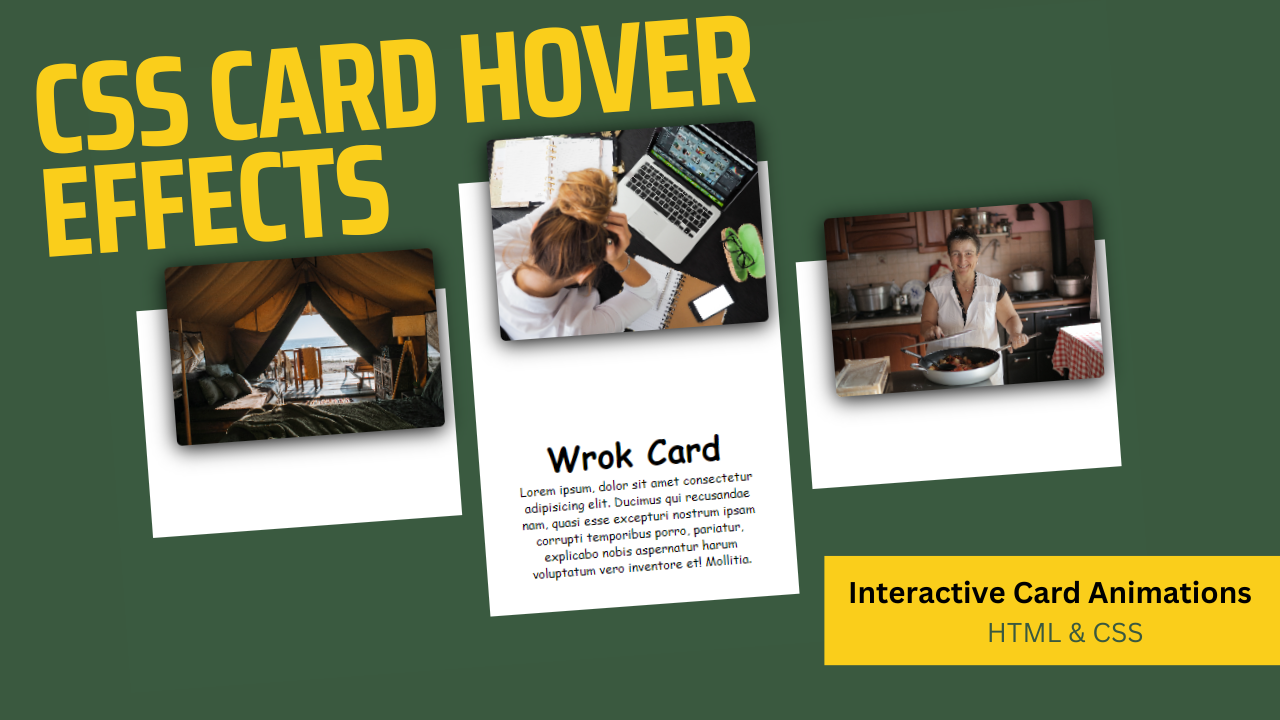 CSS CARD HOVER
EFFECTS
Wrok Card
Lorem ipsum, dolor sit amet consectetur
adipisicing elit. Ducimus qui recusandae
nam, quasi esse excepturi nostrum ipsam
corrupti temporibus porro, pariatur,
explicabo nobis aspernatur harum
voluptatum vero inventore et! Mollitia.
Interactive Card Animations
HTML & CSS